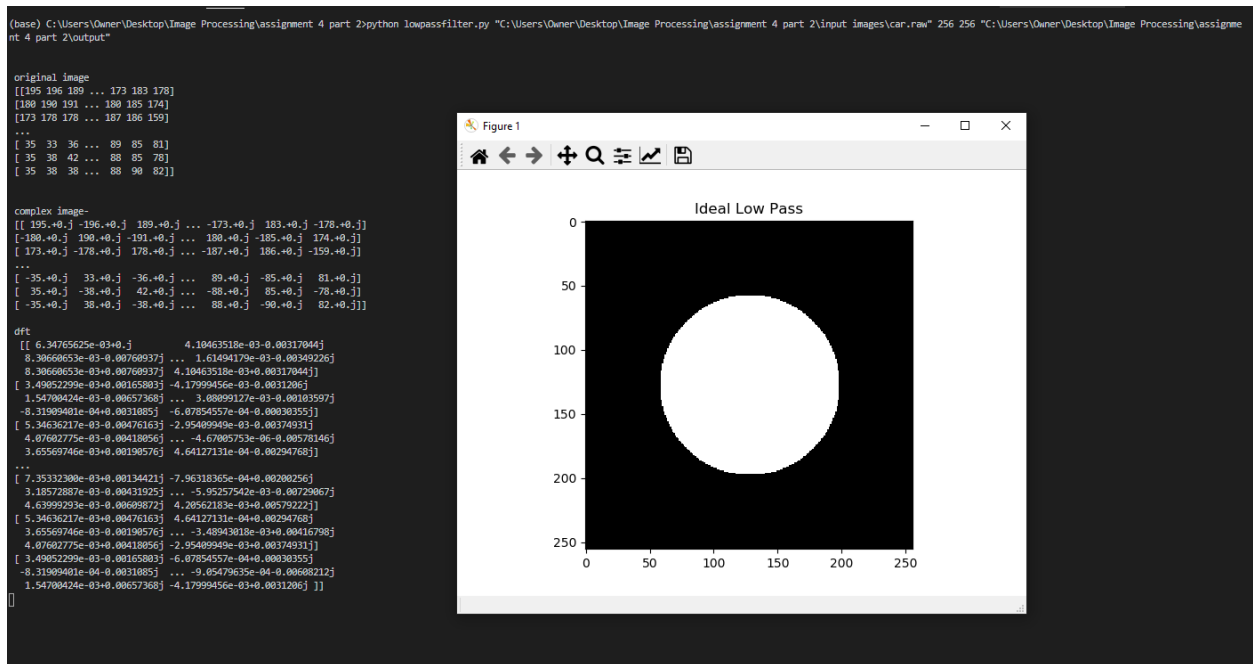 (base) C:\Users\Owner\Desktop\Image Processing\assignment 4 part 2>python lowpassfilter.py "C:\Users\Owner\Desktop\Image Processing\assignment 4 part 2\input images\car.raw" 256 256 "C:\Users\Owner\Desktop\Image Processing\assignme
nt 4 part 2\output"
original image
[[195 196 189 ... 173 183 178]
[180 190 191 ... 180 185 174]
[173 178 178 ... 187 186 159]
...
[ 35 33 36 ... 89 85 81]
[ 35 38 42 ... 88 85 78]
[ 35 38 38 ... 88 90 82]]
complex image-
[[ 195.+0.j -196.+0.j 189.+0.j ... -173.+0.j 183.+0.j -178.+0.j]
[-180.+0.j 190.+0.j -191.+0.j ... 180.+0.j -185.+0.j 174.+0.j]
[ 173.+0.j -178.+0.j 178.+0.j ... -187.+0.j 186.+0.j -159.+0.j]
...
[ -35.+0.j 33.+0.j -36.+0.j ... 89.+0.j -85.+0.j 81.+0.j]
[ 35.+0.j -38.+0.j 42.+0.j ... -88.+0.j 85.+0.j -78.+0.j]
[ -35.+0.j 38.+0.j -38.+0.j ... 88.+0.j -90.+0.j 82.+0.j]]
dft
[[ 6.34765625e-03+0.j 4.10463518e-03-0.00317044j
8.30660653e-03-0.00760937j ... 1.61494179e-03-0.00349226j
8.30660653e-03+0.00760937j 4.10463518e-03+0.00317044j]
[ 3.49052299e-03+0.00165803j -4.17999456e-03-0.0031206j
1.54700424e-03-0.00657368j ... 3.08099127e-03-0.00103597j
-8.31909401e-04+0.0031085j -6.07854557e-04-0.00030355j]
[ 5.34636217e-03-0.00476163j -2.95409949e-03-0.00374931j
4.07602775e-03-0.00418056j ... -4.67005753e-06-0.00578146j
3.65569746e-03+0.00190576j 4.64127131e-04-0.00294768j]
...
[ 7.35332300e-03+0.00134421j -7.96318365e-04+0.00200256j
3.18572887e-03-0.00431925j ... -5.95257542e-03-0.00729067j
4.63999293e-03-0.00609872j 4.20562183e-03+0.00579222j]
[ 5.34636217e-03+0.00476163j 4.64127131e-04+0.00294768j
3.65569746e-03-0.00190576j ... -3.48943018e-03+0.00416798j
4.07602775e-03+0.00418056j -2.95409949e-03+0.00374931j]
[ 3.49052299e-03-0.00165803j -6.07854557e-04+0.00030355j
-8.31909401e-04-0.0031085j ... -9.05479635e-04-0.00608212j
1.54700424e-03+0.00657368j -4.17999456e-03+0.0031206j ]]
Figure 1
Ideal Low Pass
0
50
100
150
200
250
0 50 100 150 200 250